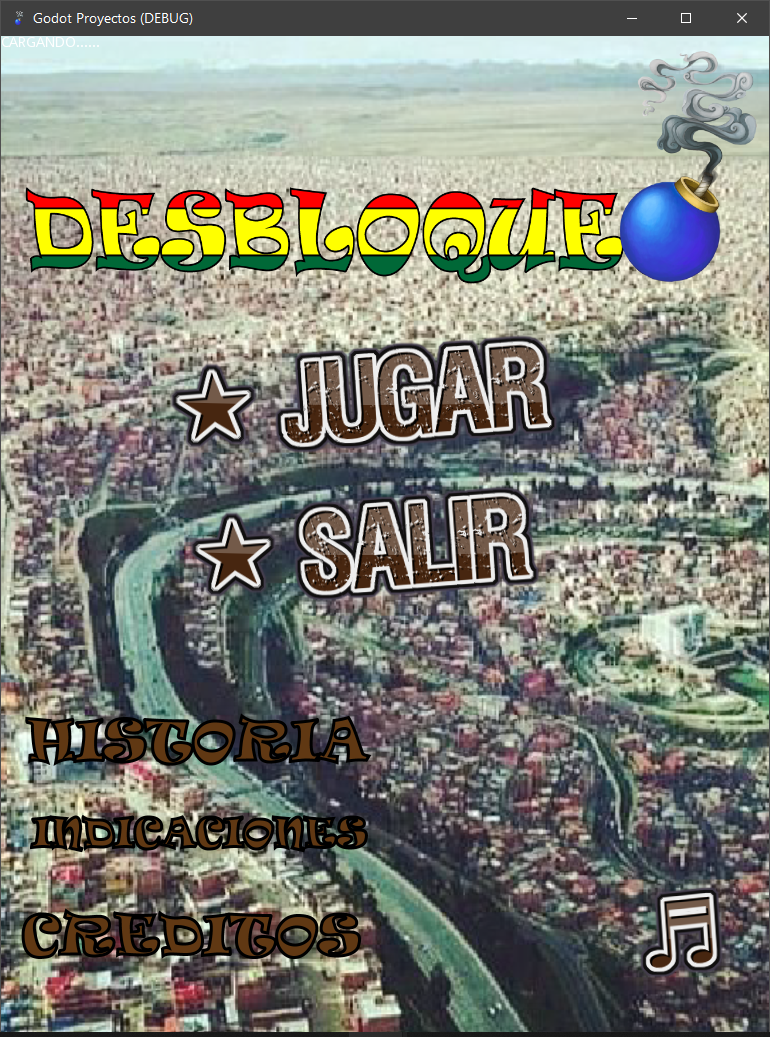 Godot Proyectos (DEBUG)
CARGANDO......
DESBLOQUE
JUGAR
SALIR
HISTORIA
INDICACIONES
CREDITOS